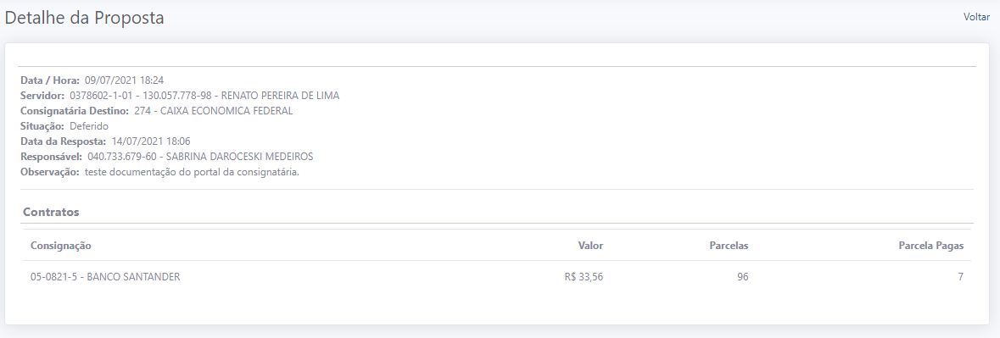 Detalhe da Proposta
Voltar
Data / Hora: 09/07/2021 18:24
Servidor: 0378602-1-01 - 130.057.778-98 - RENATO PEREIRA DE LIMA
Consignatária Destino: 274 - CAIXA ECONOMICA FEDERAL
Situação: Deferido
Data da Resposta: 14/07/2021 18:06
Responsável: 040.733.679-60 - SABRINA DAROCESKI MEDEIROS
Observação: teste documentação do portal da consignatária.
Contratos
Consignação Valor Parcelas Parcela Pagas
05-0821-5 - BANCO SANTANDER R$ 33,56 96 7